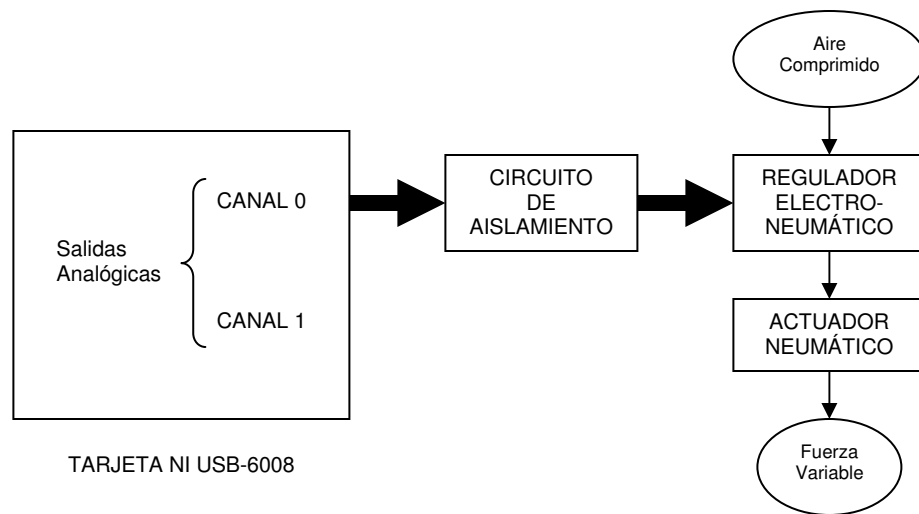 Aire
Comprimido
CANAL 0
Salidas
Analógicas
CANAL 1
TARJETA NI USB-6008
CIRCUITO
DE
AISLAMIENTO
REGULADOR
ELECTRO-
NEUMÁTICO
ACTUADOR
NEUMÁTICO
Fuerza
Variable